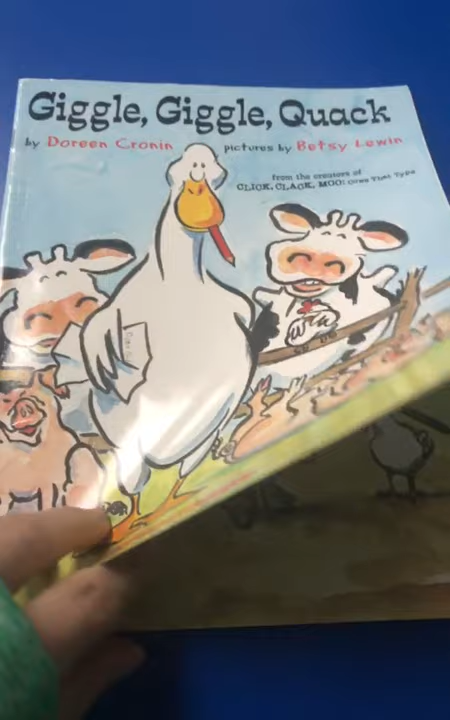 Giggle, Giggle, Quack
by Doreen Cronin pictures by Betsy Lewin
from the creators of
CLICK, CLACK, MOO: Cows That Type